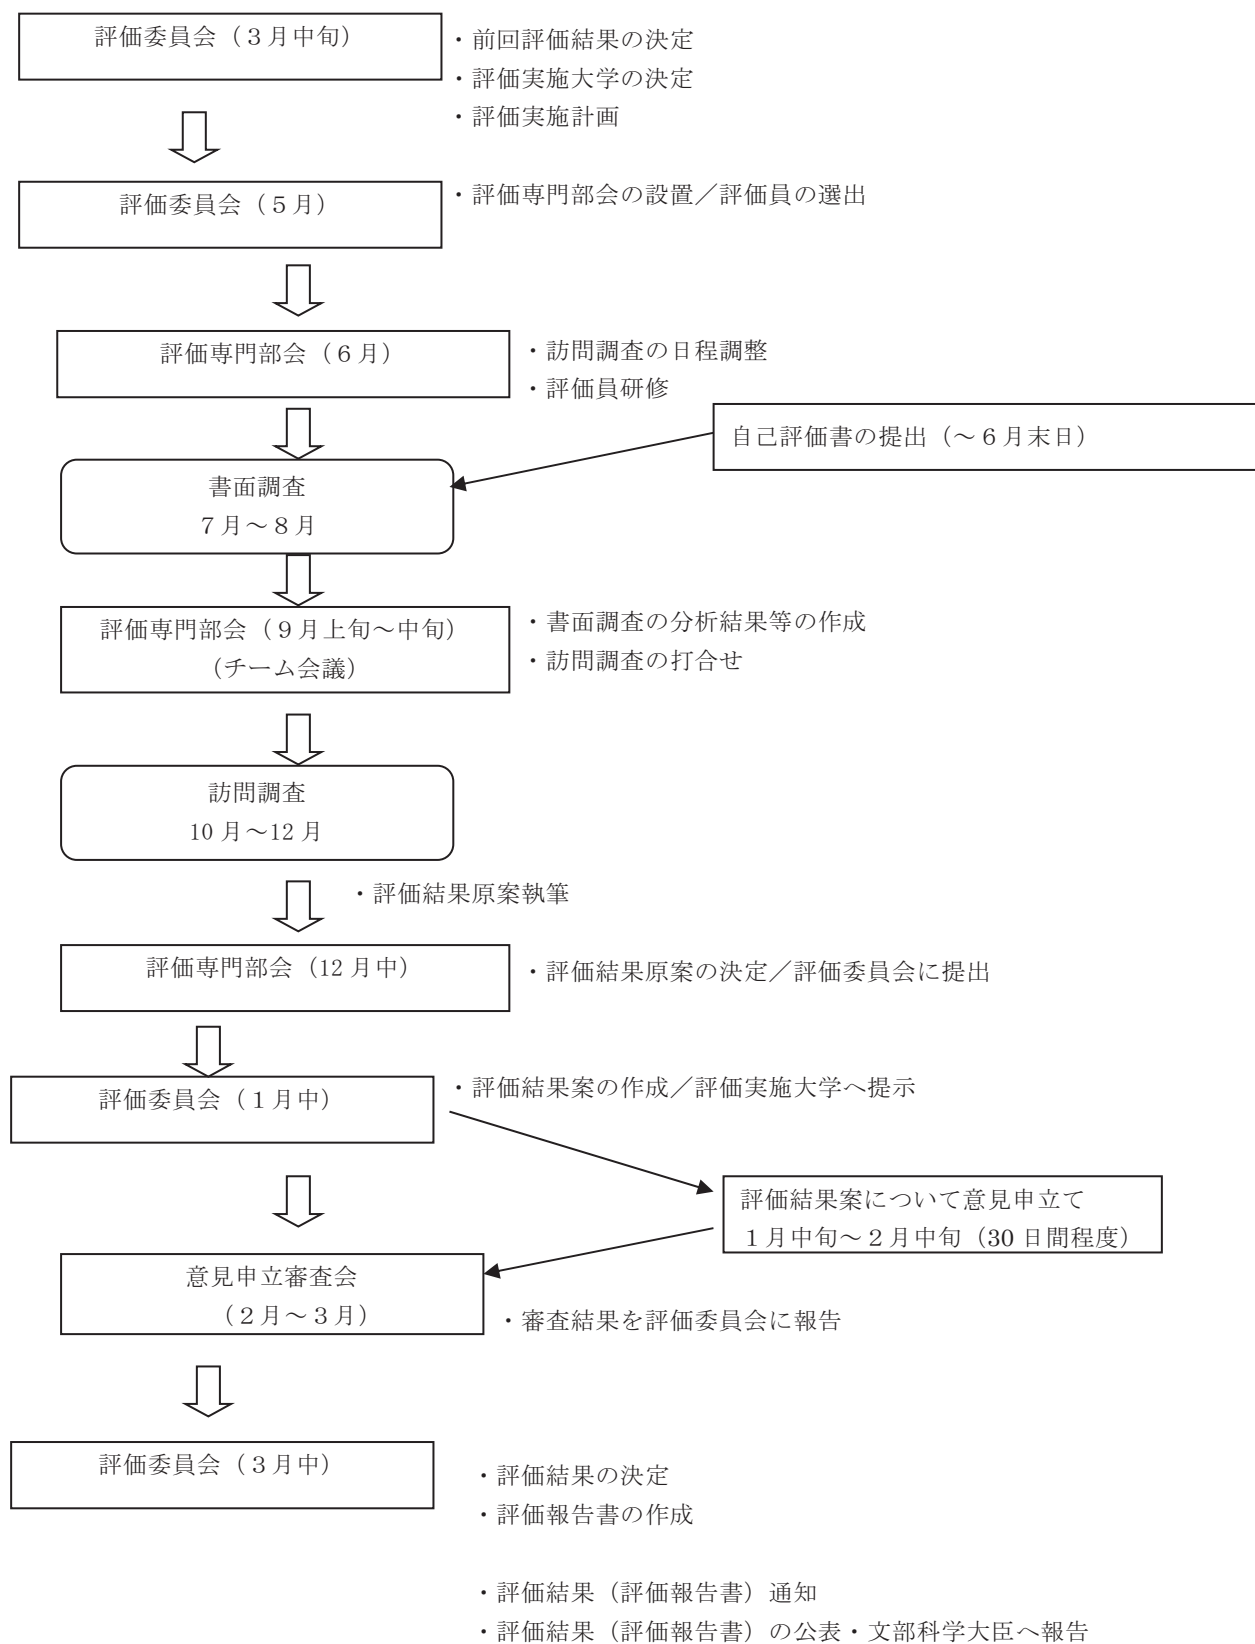 評価委員会（３月中旬）
・前回評価結果の決定
・評価実施大学の決定
・評価実施計画
評価委員会（５月）
・評価専門部会の設置／評価員の選出
評価専門部会（６月）
・訪問調査の日程調整
・評価員研修
自己評価書の提出（～６月末日）
書面調査
７月～８月
評価専門部会（９月上旬～中旬）
（チーム会議）
・書面調査の分析結果等の作成
・訪問調査の打合せ
訪問調査
10 月～12 月
・評価結果原案執筆
評価専門部会（12 月中）
・評価結果原案の決定／評価委員会に提出
評価委員会（１月中）
・評価結果案の作成／評価実施大学へ提示
評価結果案について意見申立て
１月中旬～２月中旬（30 日間程度）
意見申立審査会
（２月～３月）
・審査結果を評価委員会に報告
評価委員会（３月中）
・評価結果の決定
・評価報告書の作成
・評価結果（評価報告書）通知
・評価結果（評価報告書）の公表・文部科学大臣へ報告